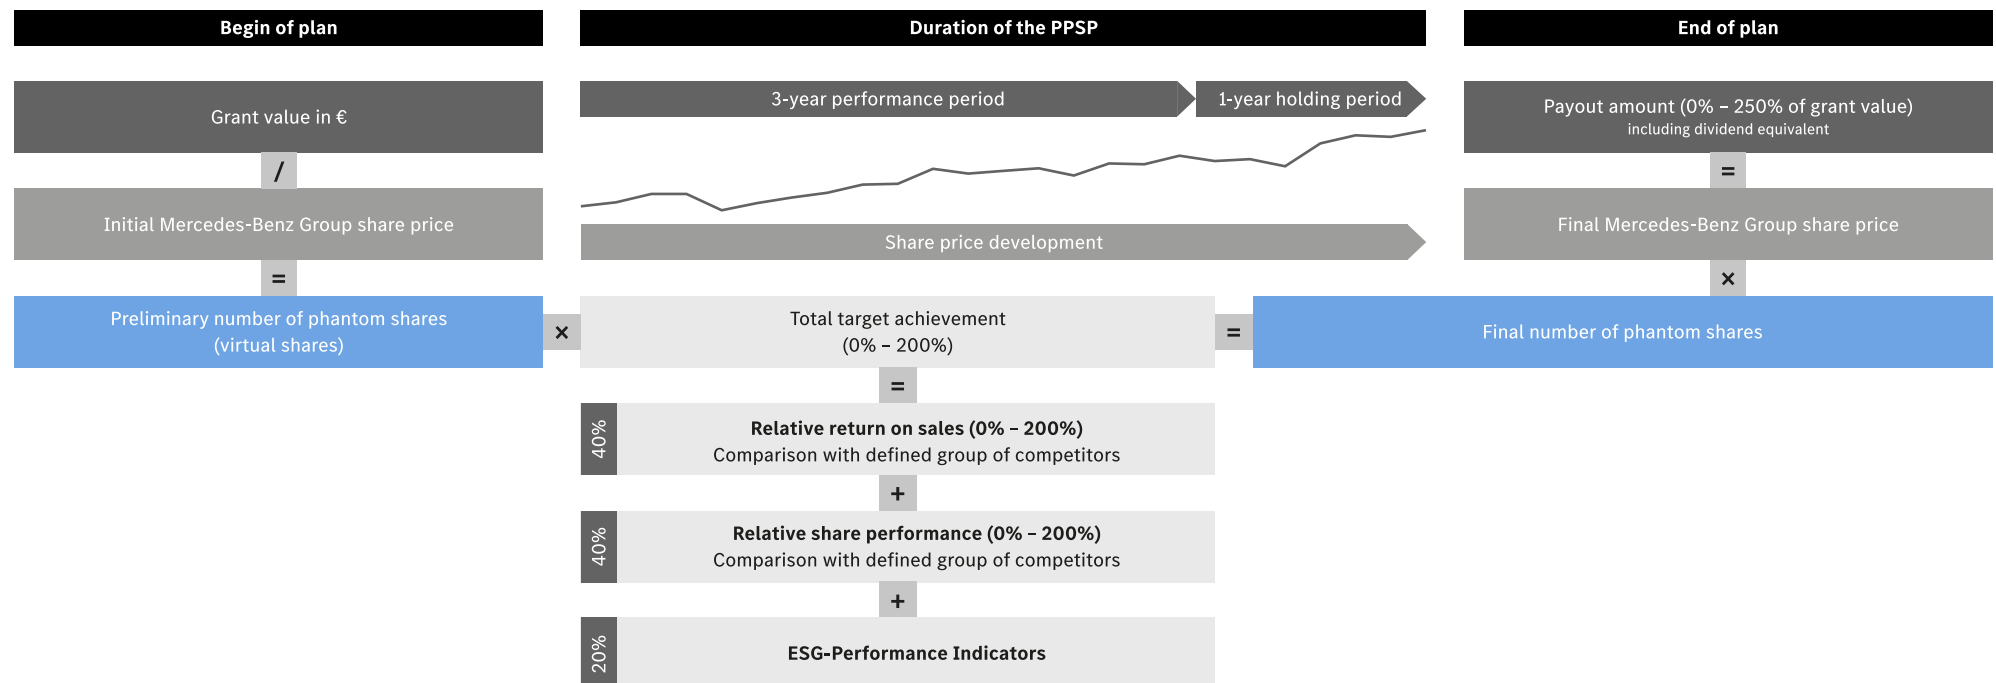 Begin of plan
Duration of the PPSP
End of plan
Grant value in €
/
Initial Mercedes-Benz Group share price
=
Preliminary number of phantom shares
(virtual shares)
×
3-year performance period
1-year holding period
Share price development
Total target achievement
(0% – 200%)
=
40%
Relative return on sales (0% – 200%)
Comparison with defined group of competitors
+
40%
Relative share performance (0% – 200%)
Comparison with defined group of competitors
+
20%
ESG-Performance Indicators
=
Payout amount (0% – 250% of grant value)
including dividend equivalent
=
Final Mercedes-Benz Group share price
×
Final number of phantom shares